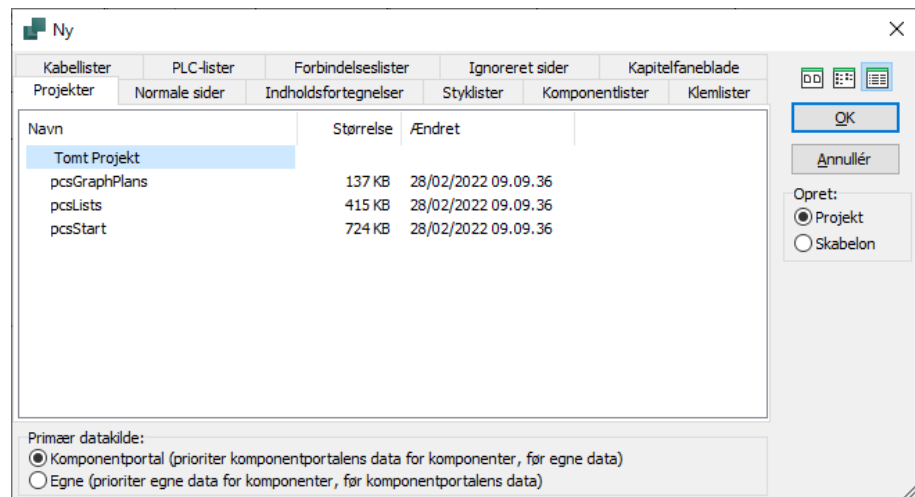 Ny
Kabellister PLC-lister Forbindelseslister Ignoreret sider Kapitelfaneblade
Projekter Normale sider Indholdsfortegnelser Styklister Komponentlister Klemlister
Navn Størrelse Ændret
Tomt Projekt
pcsGraphPlans 137 KB 28/02/2022 09.09.36
pcsLists 415 KB 28/02/2022 09.09.36
pcsStart 724 KB 28/02/2022 09.09.36
OK
Annullér
Opret:
Projekt
Skabelon
Primær datakilde:
Komponentportal (prioriter komponentportalens data for komponenter, før egne data)
Egne (prioriter egne data for komponenter, før komponentportalens data)